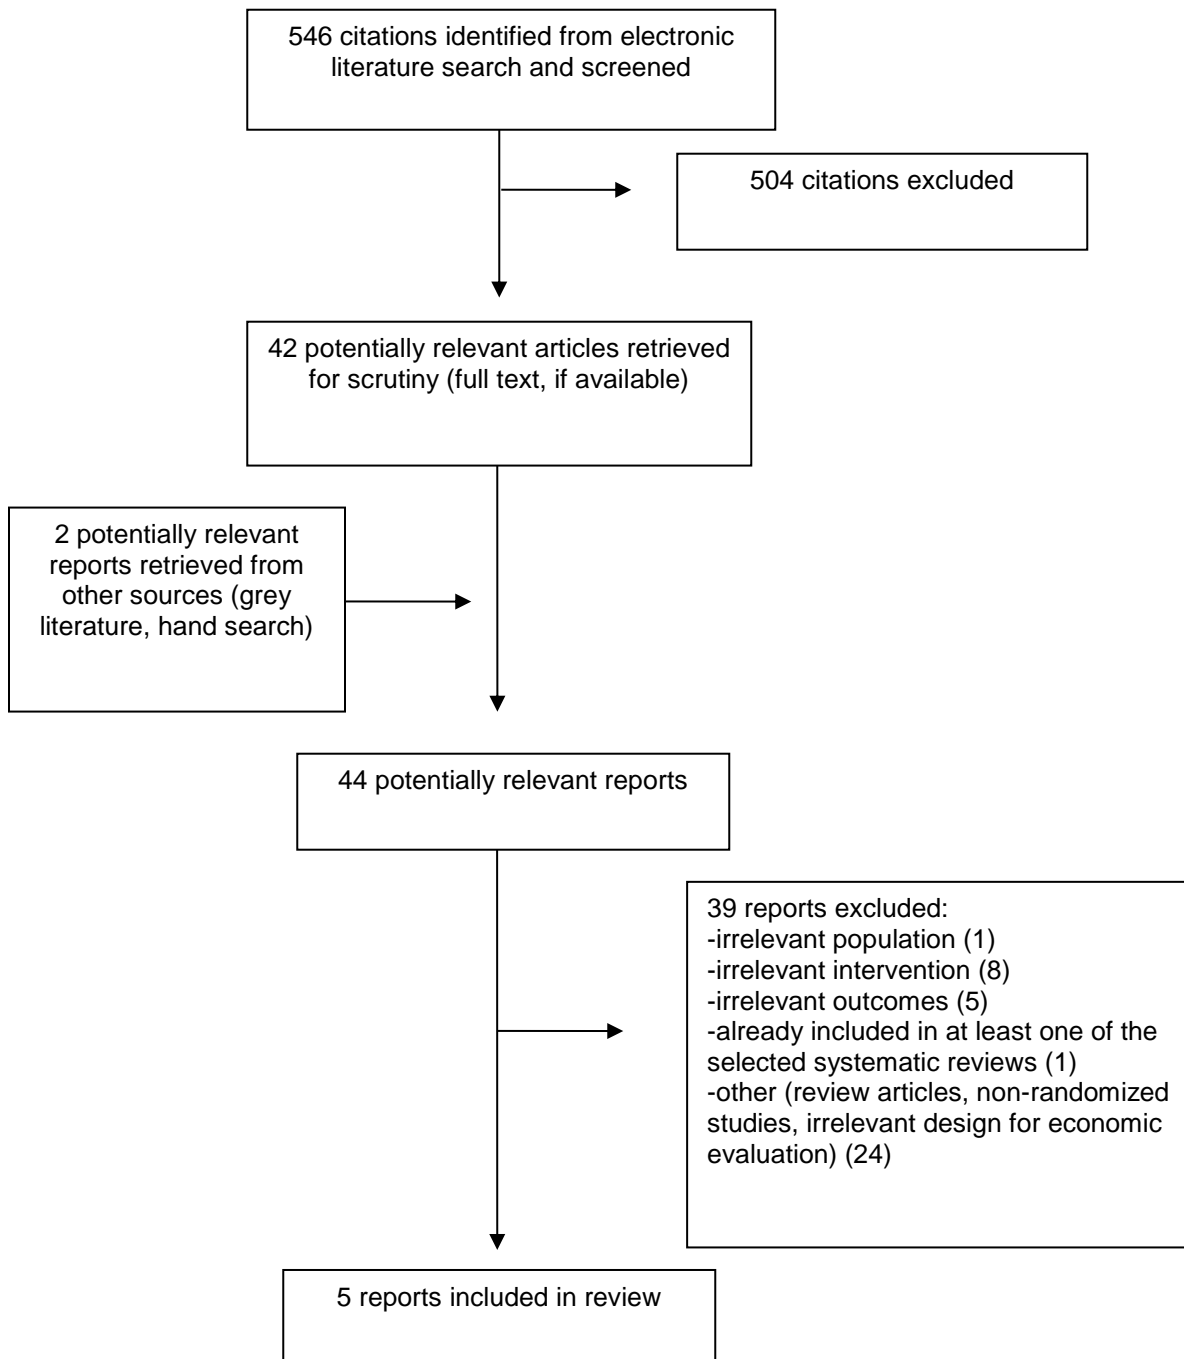 546 citations identified from electronic
literature search and screened
504 citations excluded
42 potentially relevant articles retrieved
for scrutiny (full text, if available)
2 potentially relevant
reports retrieved from
other sources (grey
literature, hand search)
44 potentially relevant reports
39 reports excluded:
-irrelevant population (1)
-irrelevant intervention (8)
-irrelevant outcomes (5)
-already included in at least one of the
selected systematic reviews (1)
-other (review articles, non-randomized
studies, irrelevant design for economic
evaluation) (24)
5 reports included in review